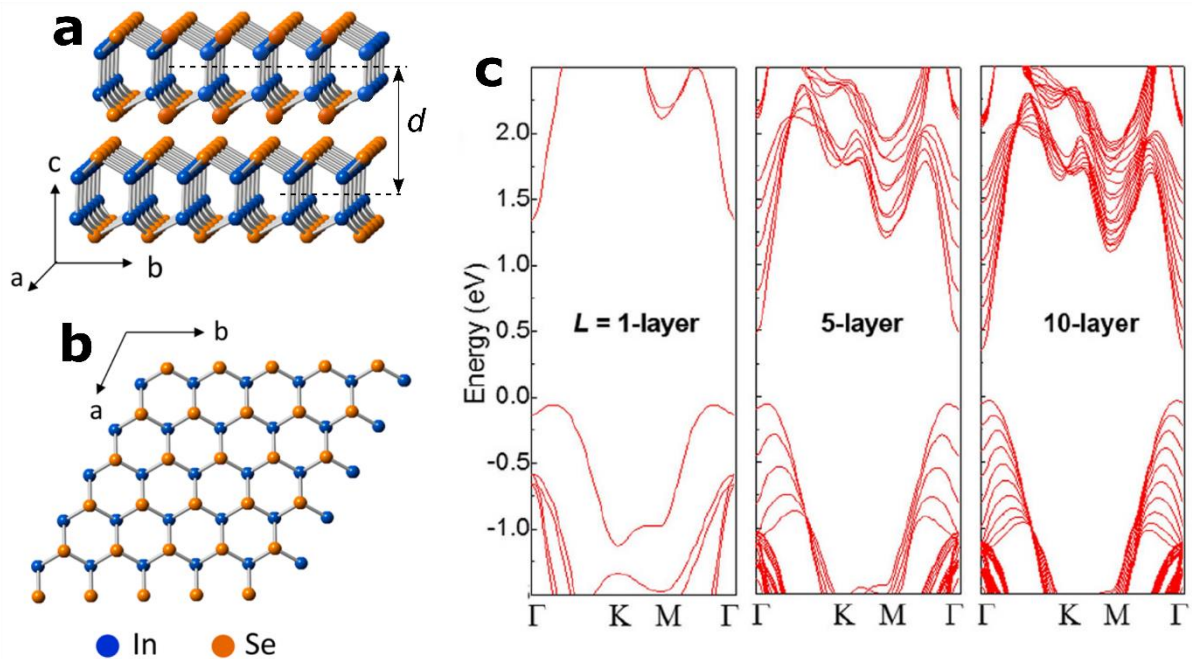 a
d
c
b
a
b
b
a
In
Se
c
Energy (eV)
2.0
1.5
1.0
0.5
0.0
-0.5
-1.0
L = 1-layer
5-layer
10-layer
Γ K M Γ
Γ K M Γ
Γ K M Γ